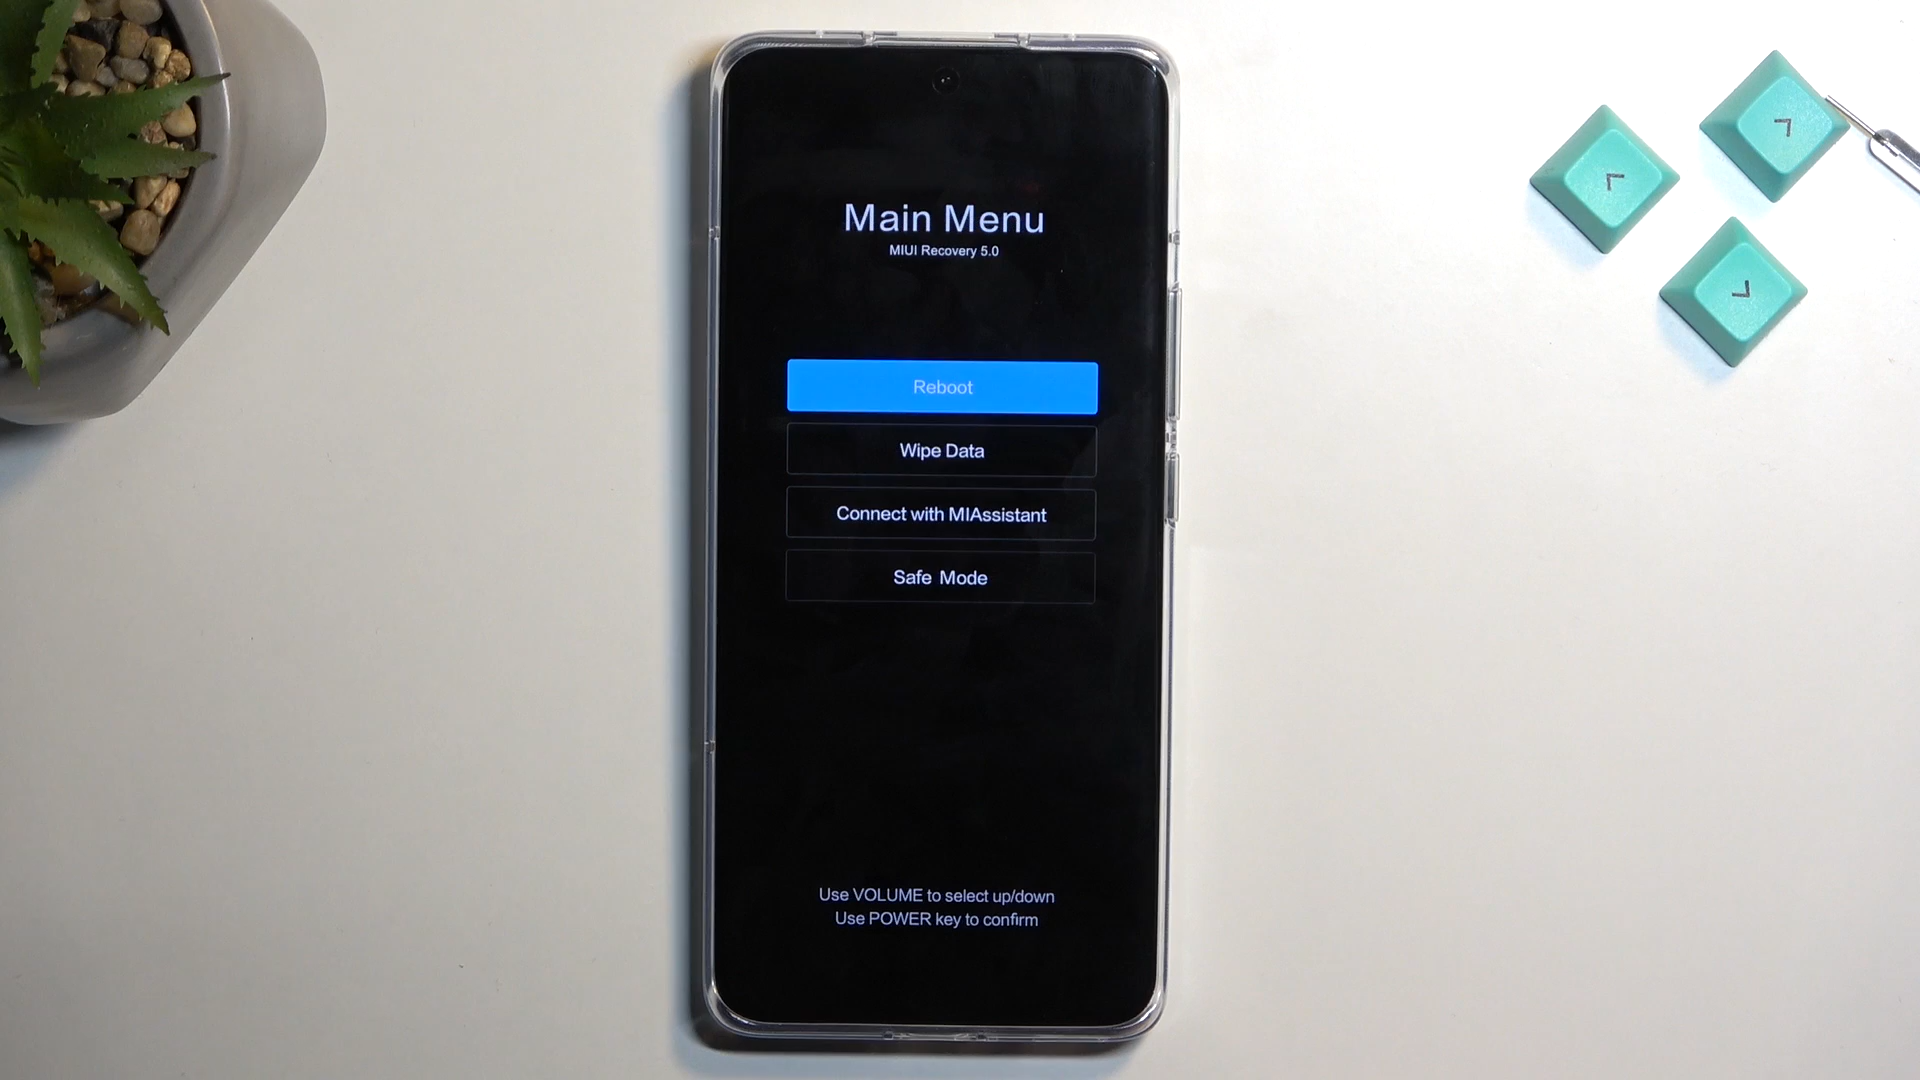 Main Menu
MIUI Recovery 5.0
Reboot
Wipe Data
Connect with MIAssistant
Safe Mode
Use VOLUME to select up/down
Use POWER key to confirm